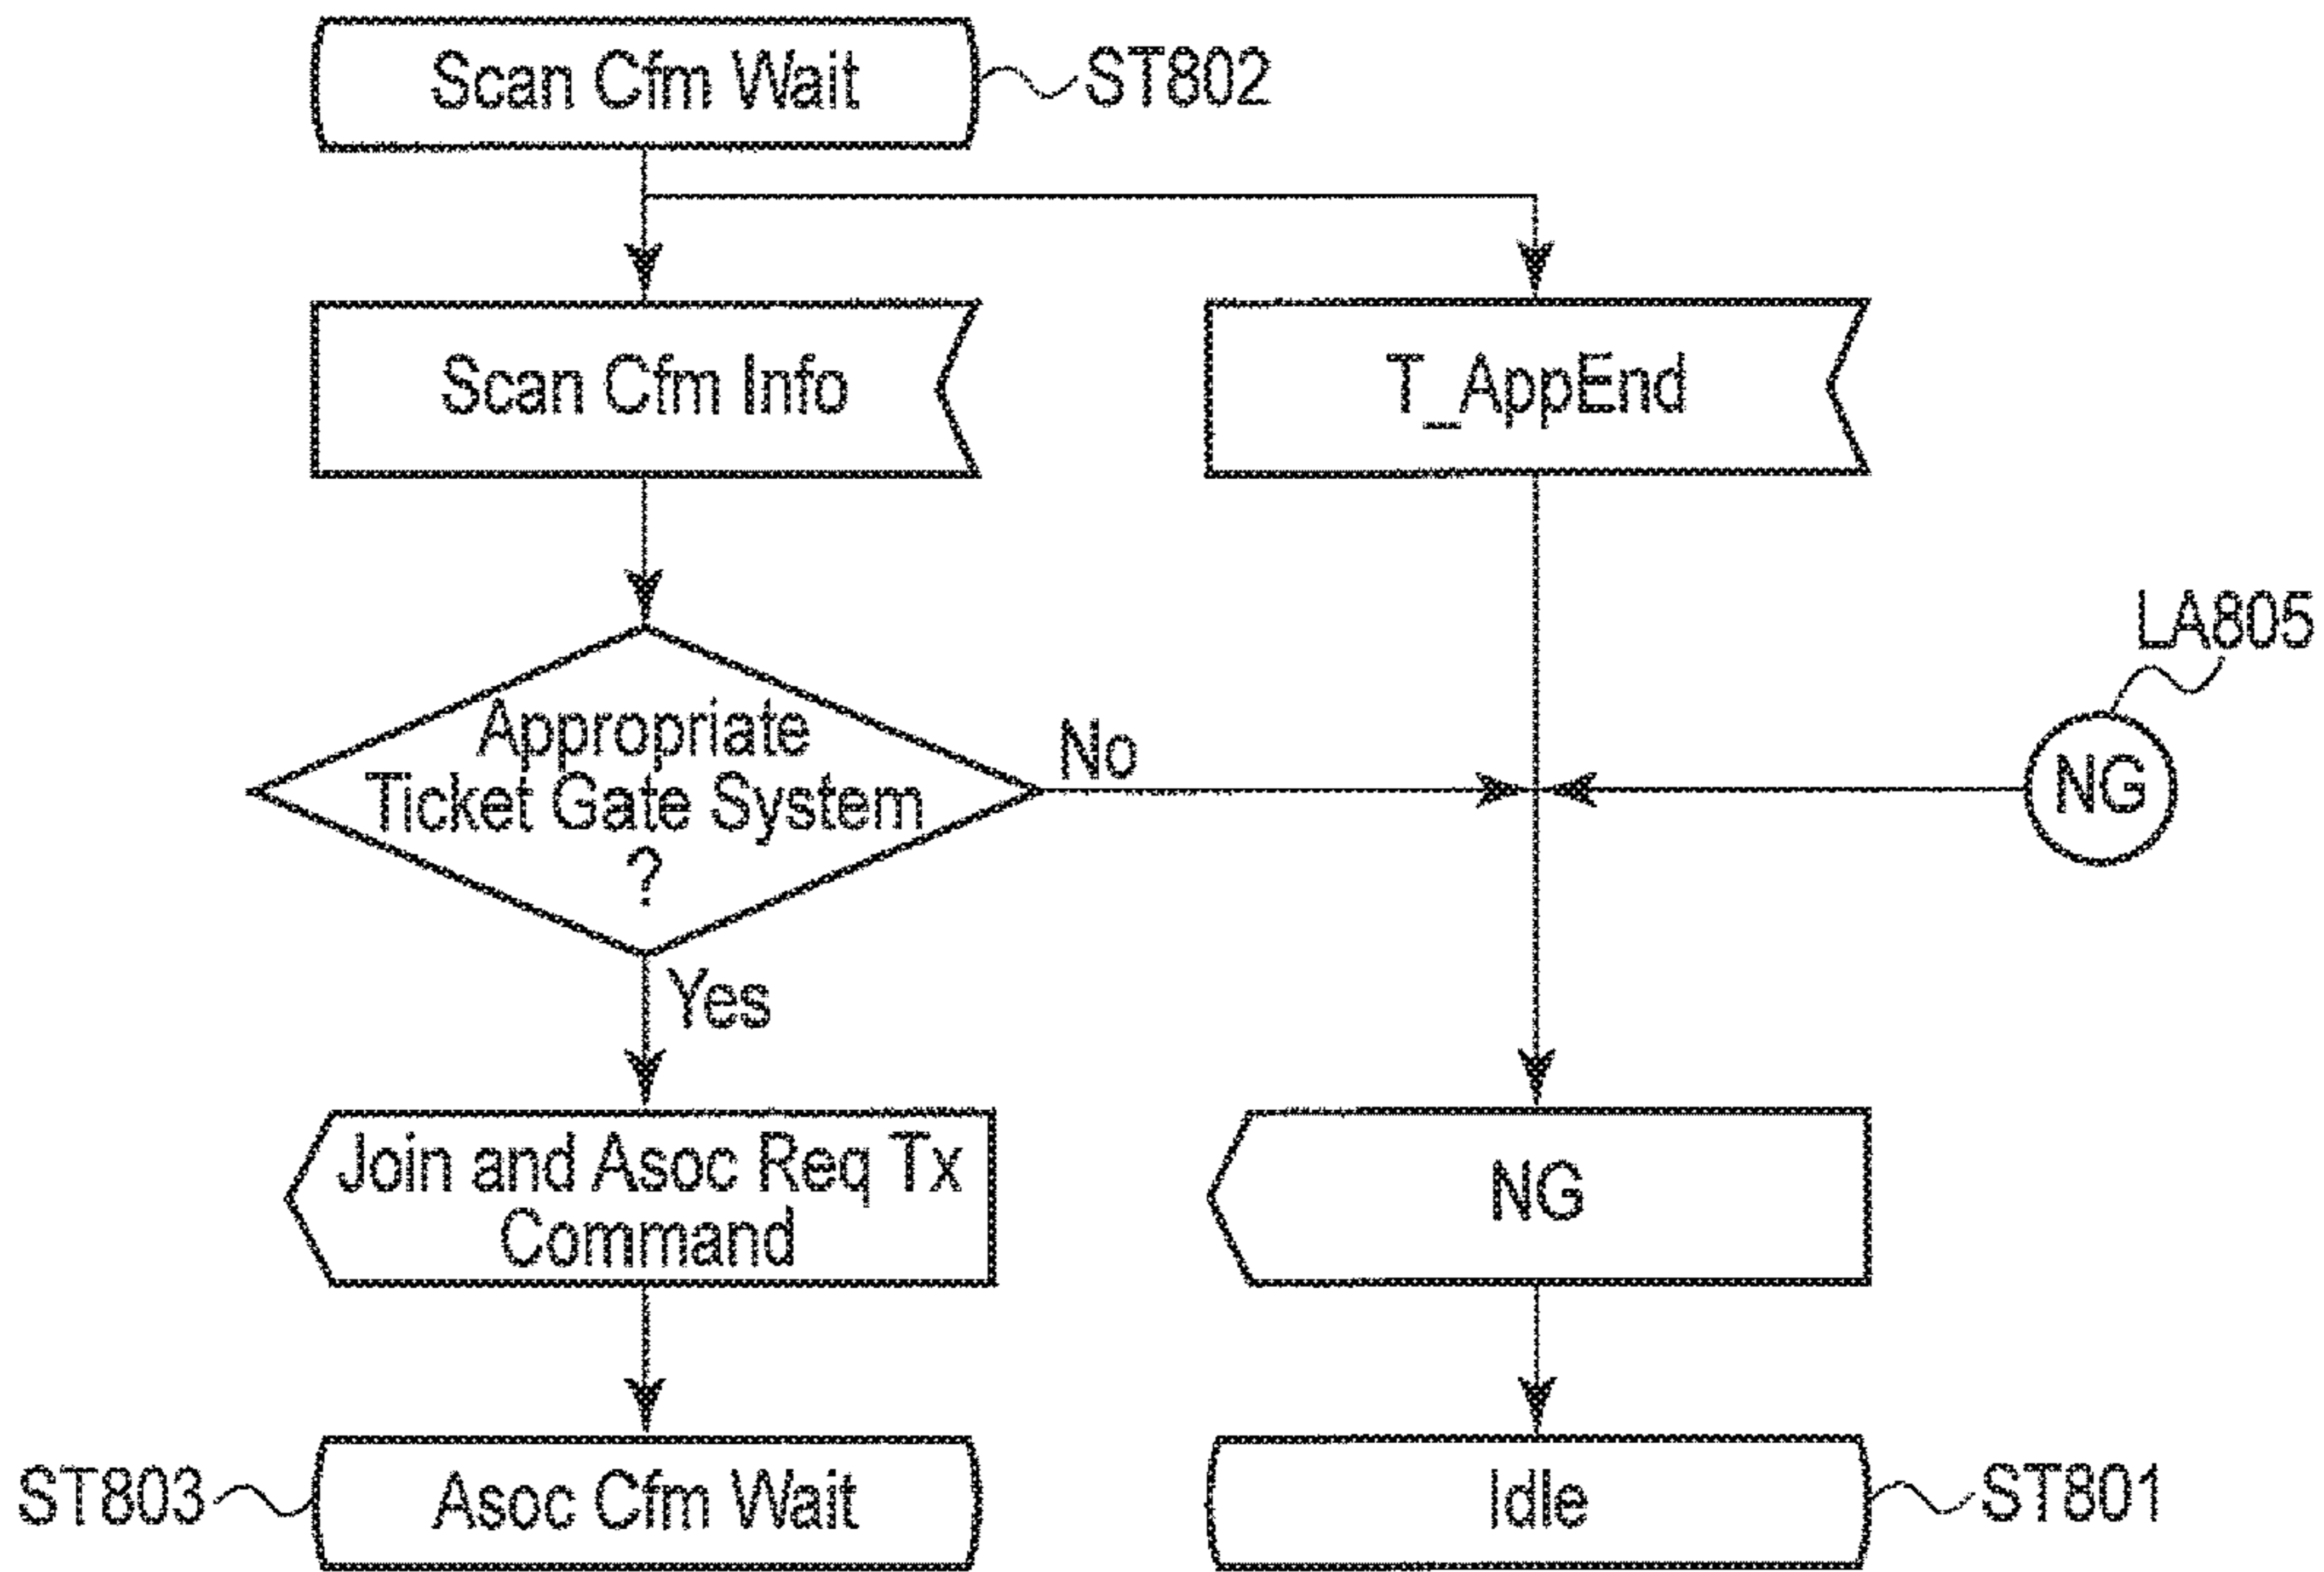 Scan Cfm Wait
ST802
Scan Cfm Info
T_AppEnd
LA805
Appropriate
Ticket Gate System
?
No
NG
Yes
Join and Asoc Req Tx
Command
NG
ST803
Asoc Cfm Wait
Idle
ST801